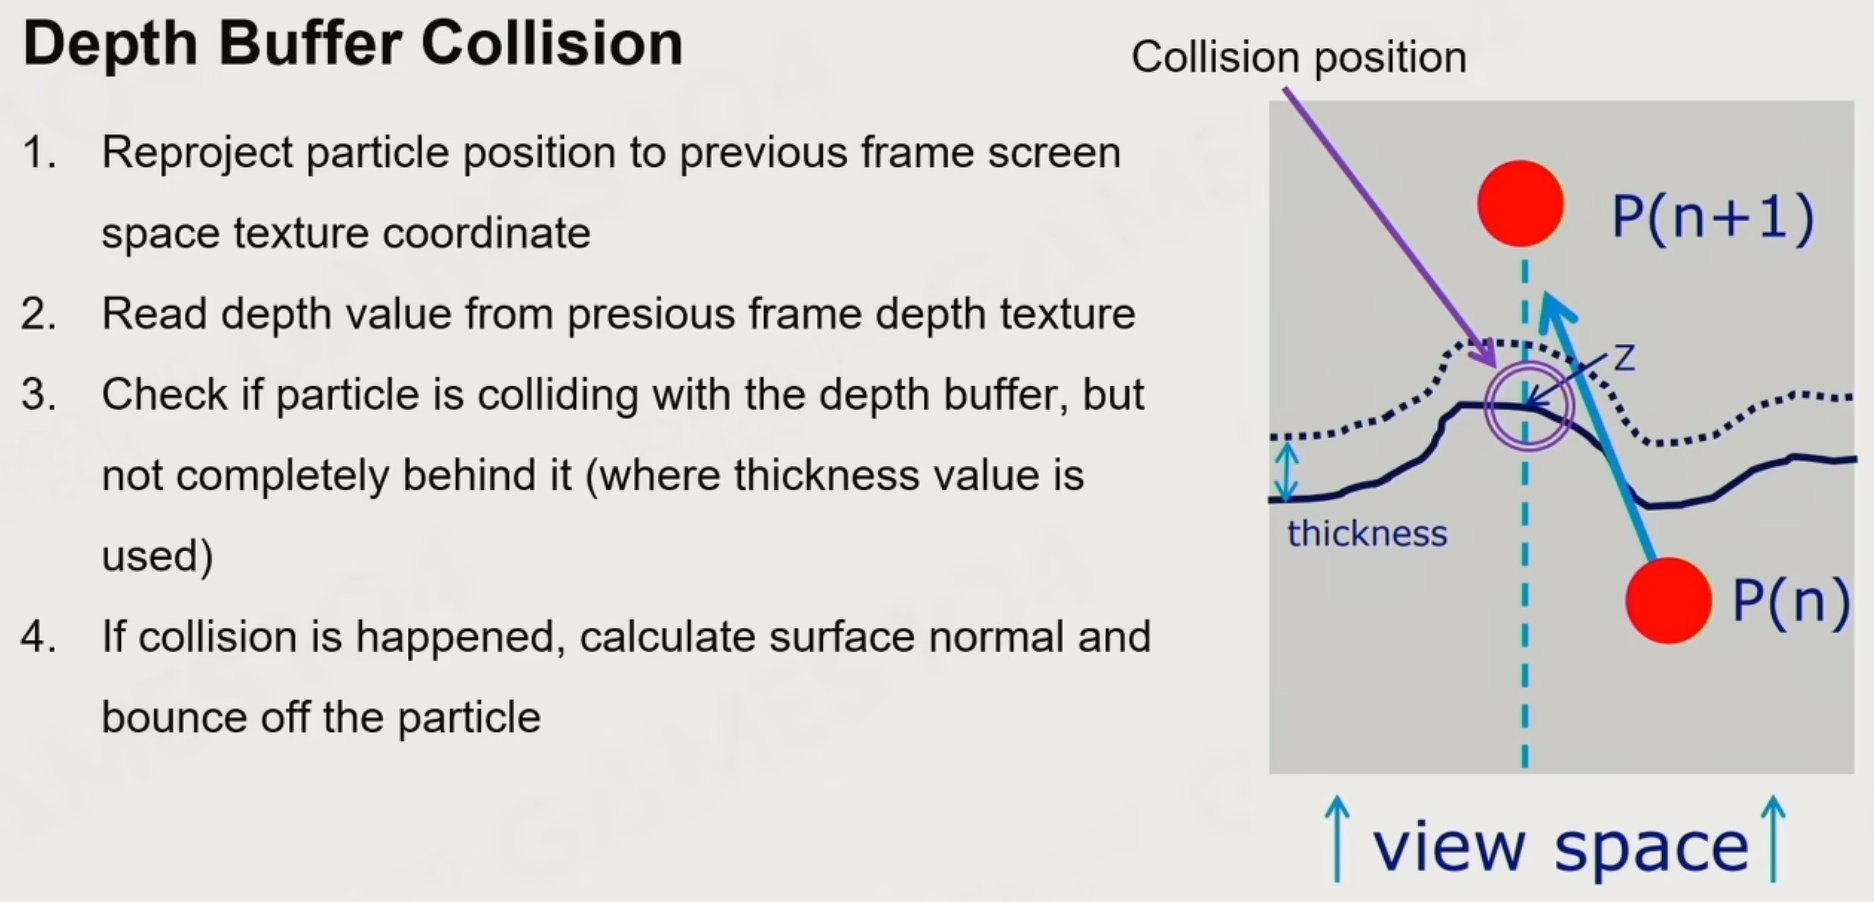 Depth Buffer Collision
1. Reproject particle position to previous frame screen
space texture coordinate
2. Read depth value from presious frame depth texture
3. Check if particle is colliding with the depth buffer, but
not completely behind it (where thickness value is
used)
4. If collision is happened, calculate surface normal and
bounce off the particle
Collision position
P(n+1)
Z
thickness
P(n)
view space
GAMES104